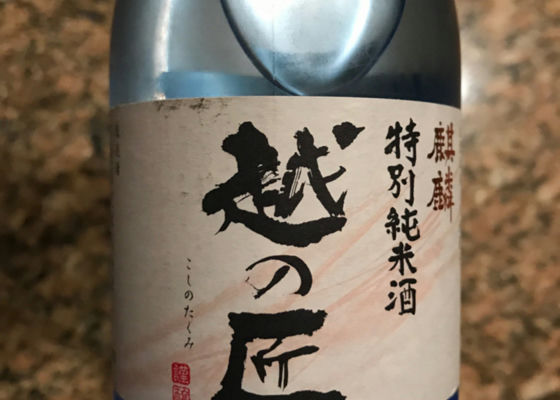 麒麟
特別純米酒
越の匠
こしのたくみ